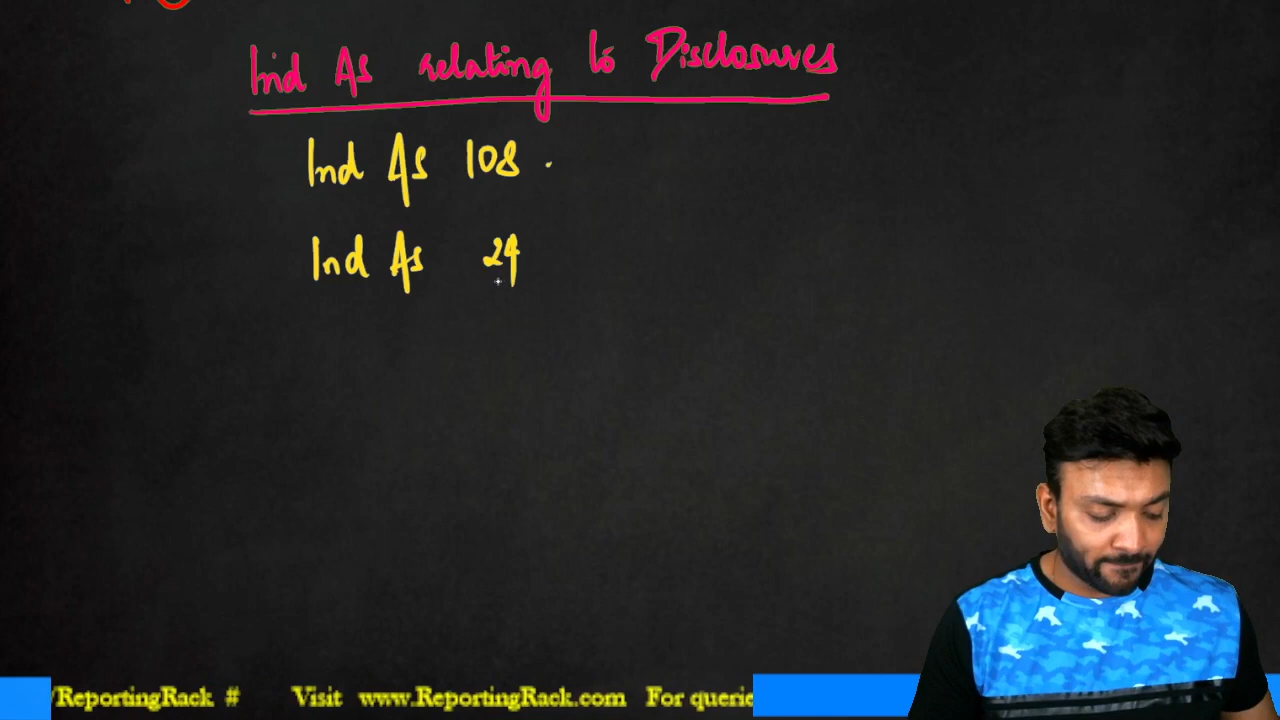 Ind As relating to Disclosures
Ind As 108 .
Ind As 24
/ReportingRack # Visit www.ReportingRack.com For querie